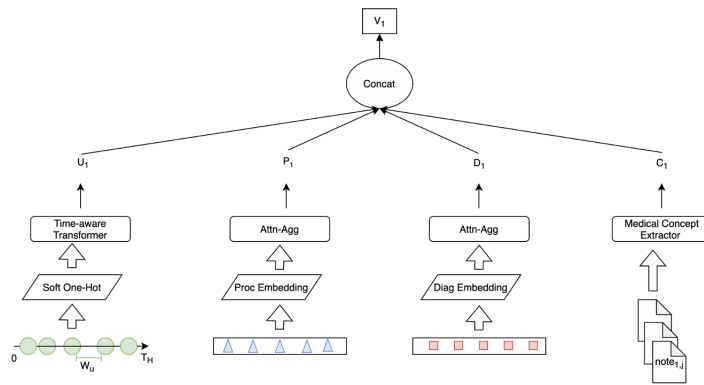 V₁
Concat
U₁
P₁
D₁
C₁
Time-aware
Transformer
Attn-Agg
Attn-Agg
Medical Concept
Extractor
Soft One-Hot
Proc Embedding
Diag Embedding
0
Wᵤ
T_H
note₁,ⱼ